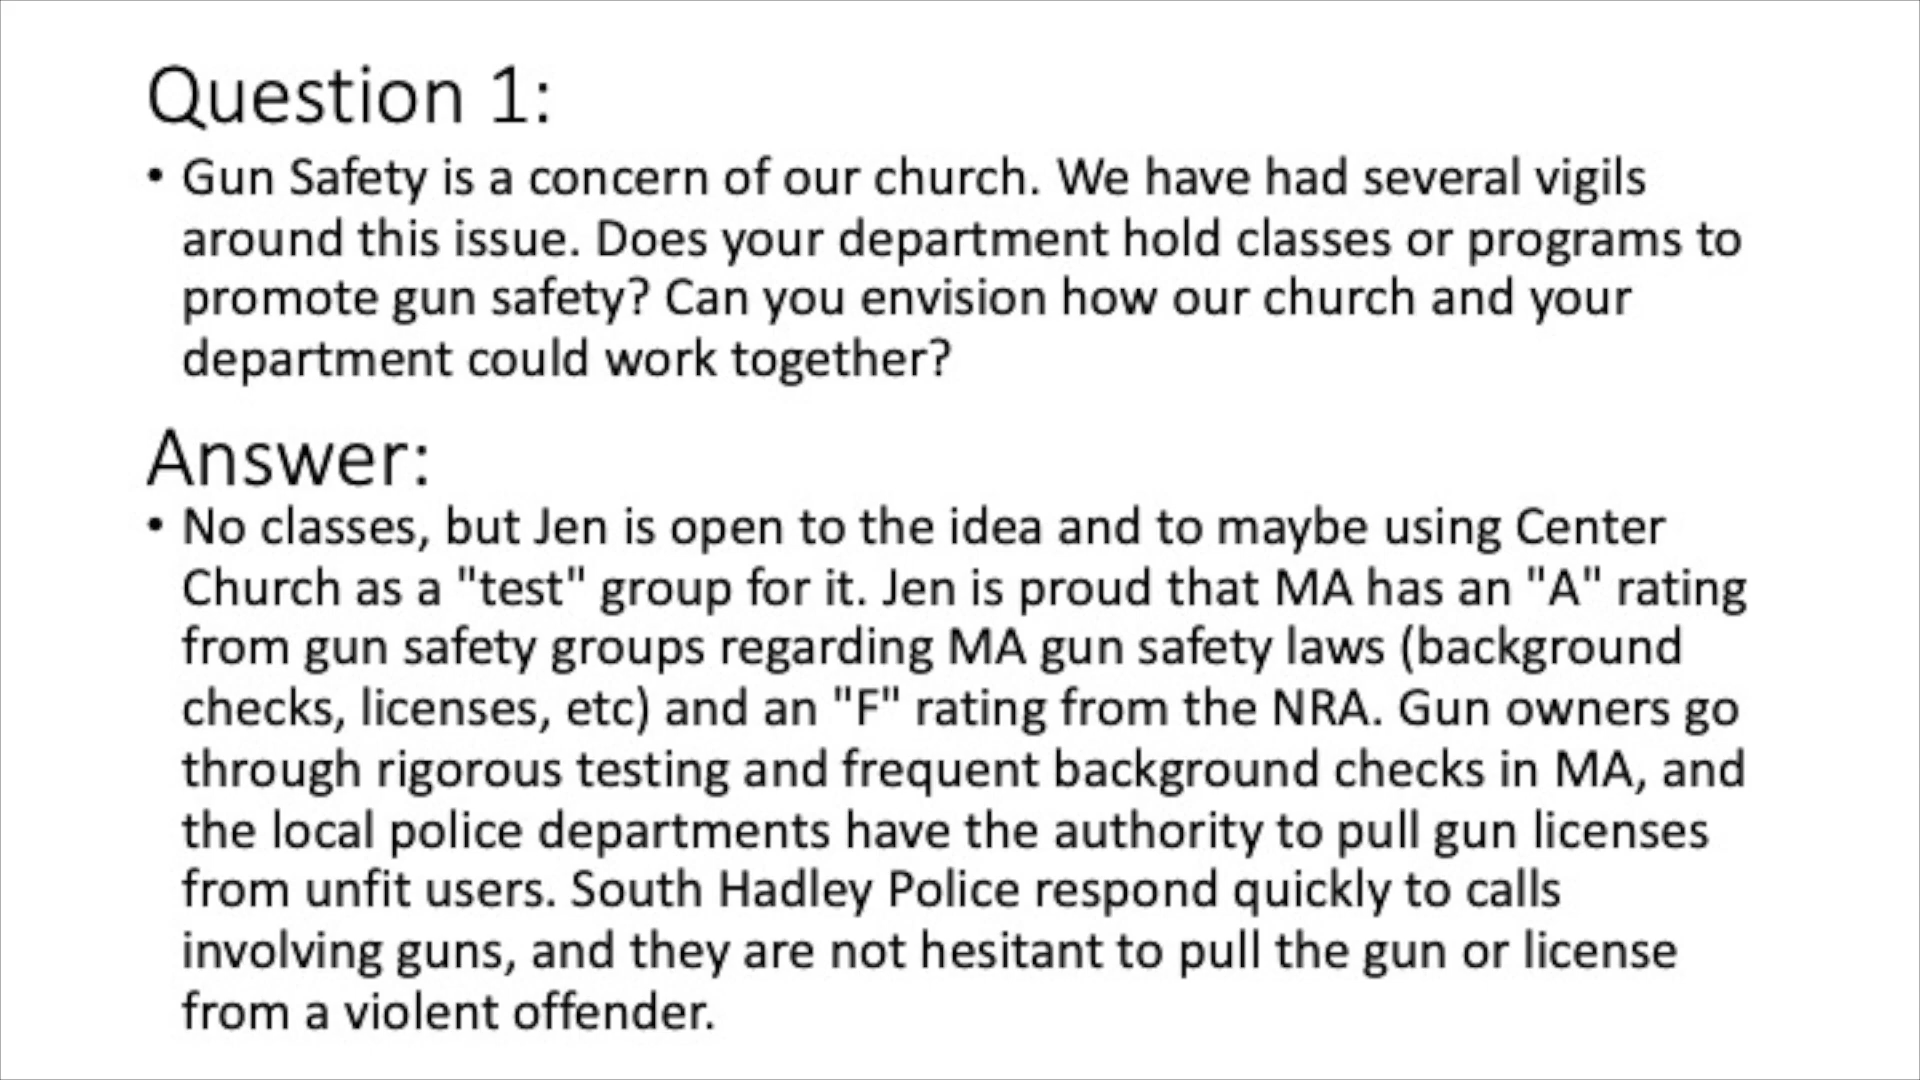 Question 1:
• Gun Safety is a concern of our church. We have had several vigils
around this issue. Does your department hold classes or programs to
promote gun safety? Can you envision how our church and your
department could work together?
Answer:
• No classes, but Jen is open to the idea and to maybe using Center
Church as a "test" group for it. Jen is proud that MA has an "A" rating
from gun safety groups regarding MA gun safety laws (background
checks, licenses, etc) and an "F" rating from the NRA. Gun owners go
through rigorous testing and frequent background checks in MA, and
the local police departments have the authority to pull gun licenses
from unfit users. South Hadley Police respond quickly to calls
involving guns, and they are not hesitant to pull the gun or license
from a violent offender.